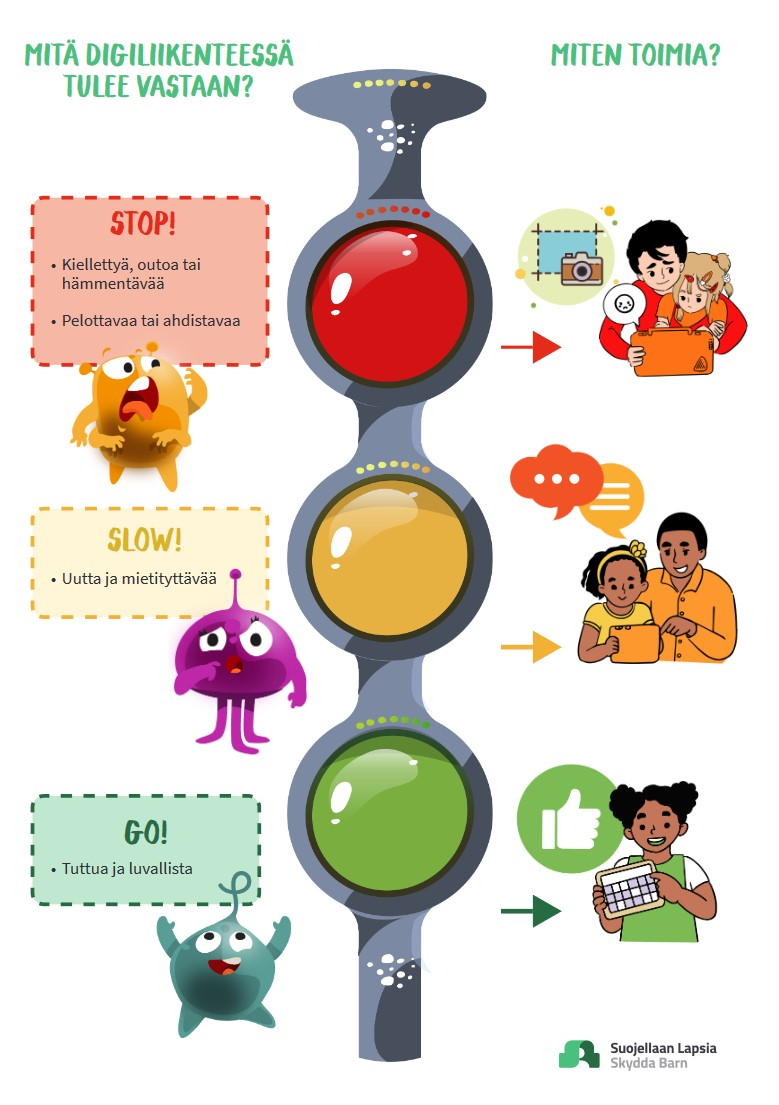 MITÄ DIGILIIKENTEESSÄ
TULEE VASTAAN?
MITEN TOIMIA?
STOP!
• Kiellettyä, outoa tai
hämmentävää
• Pelottavaa tai ahdistavaa
SLOW!
• Uutta ja mietityttävää
GO!
• Tuttua ja luvallista
Suojellaan Lapsia
Skydda Barn